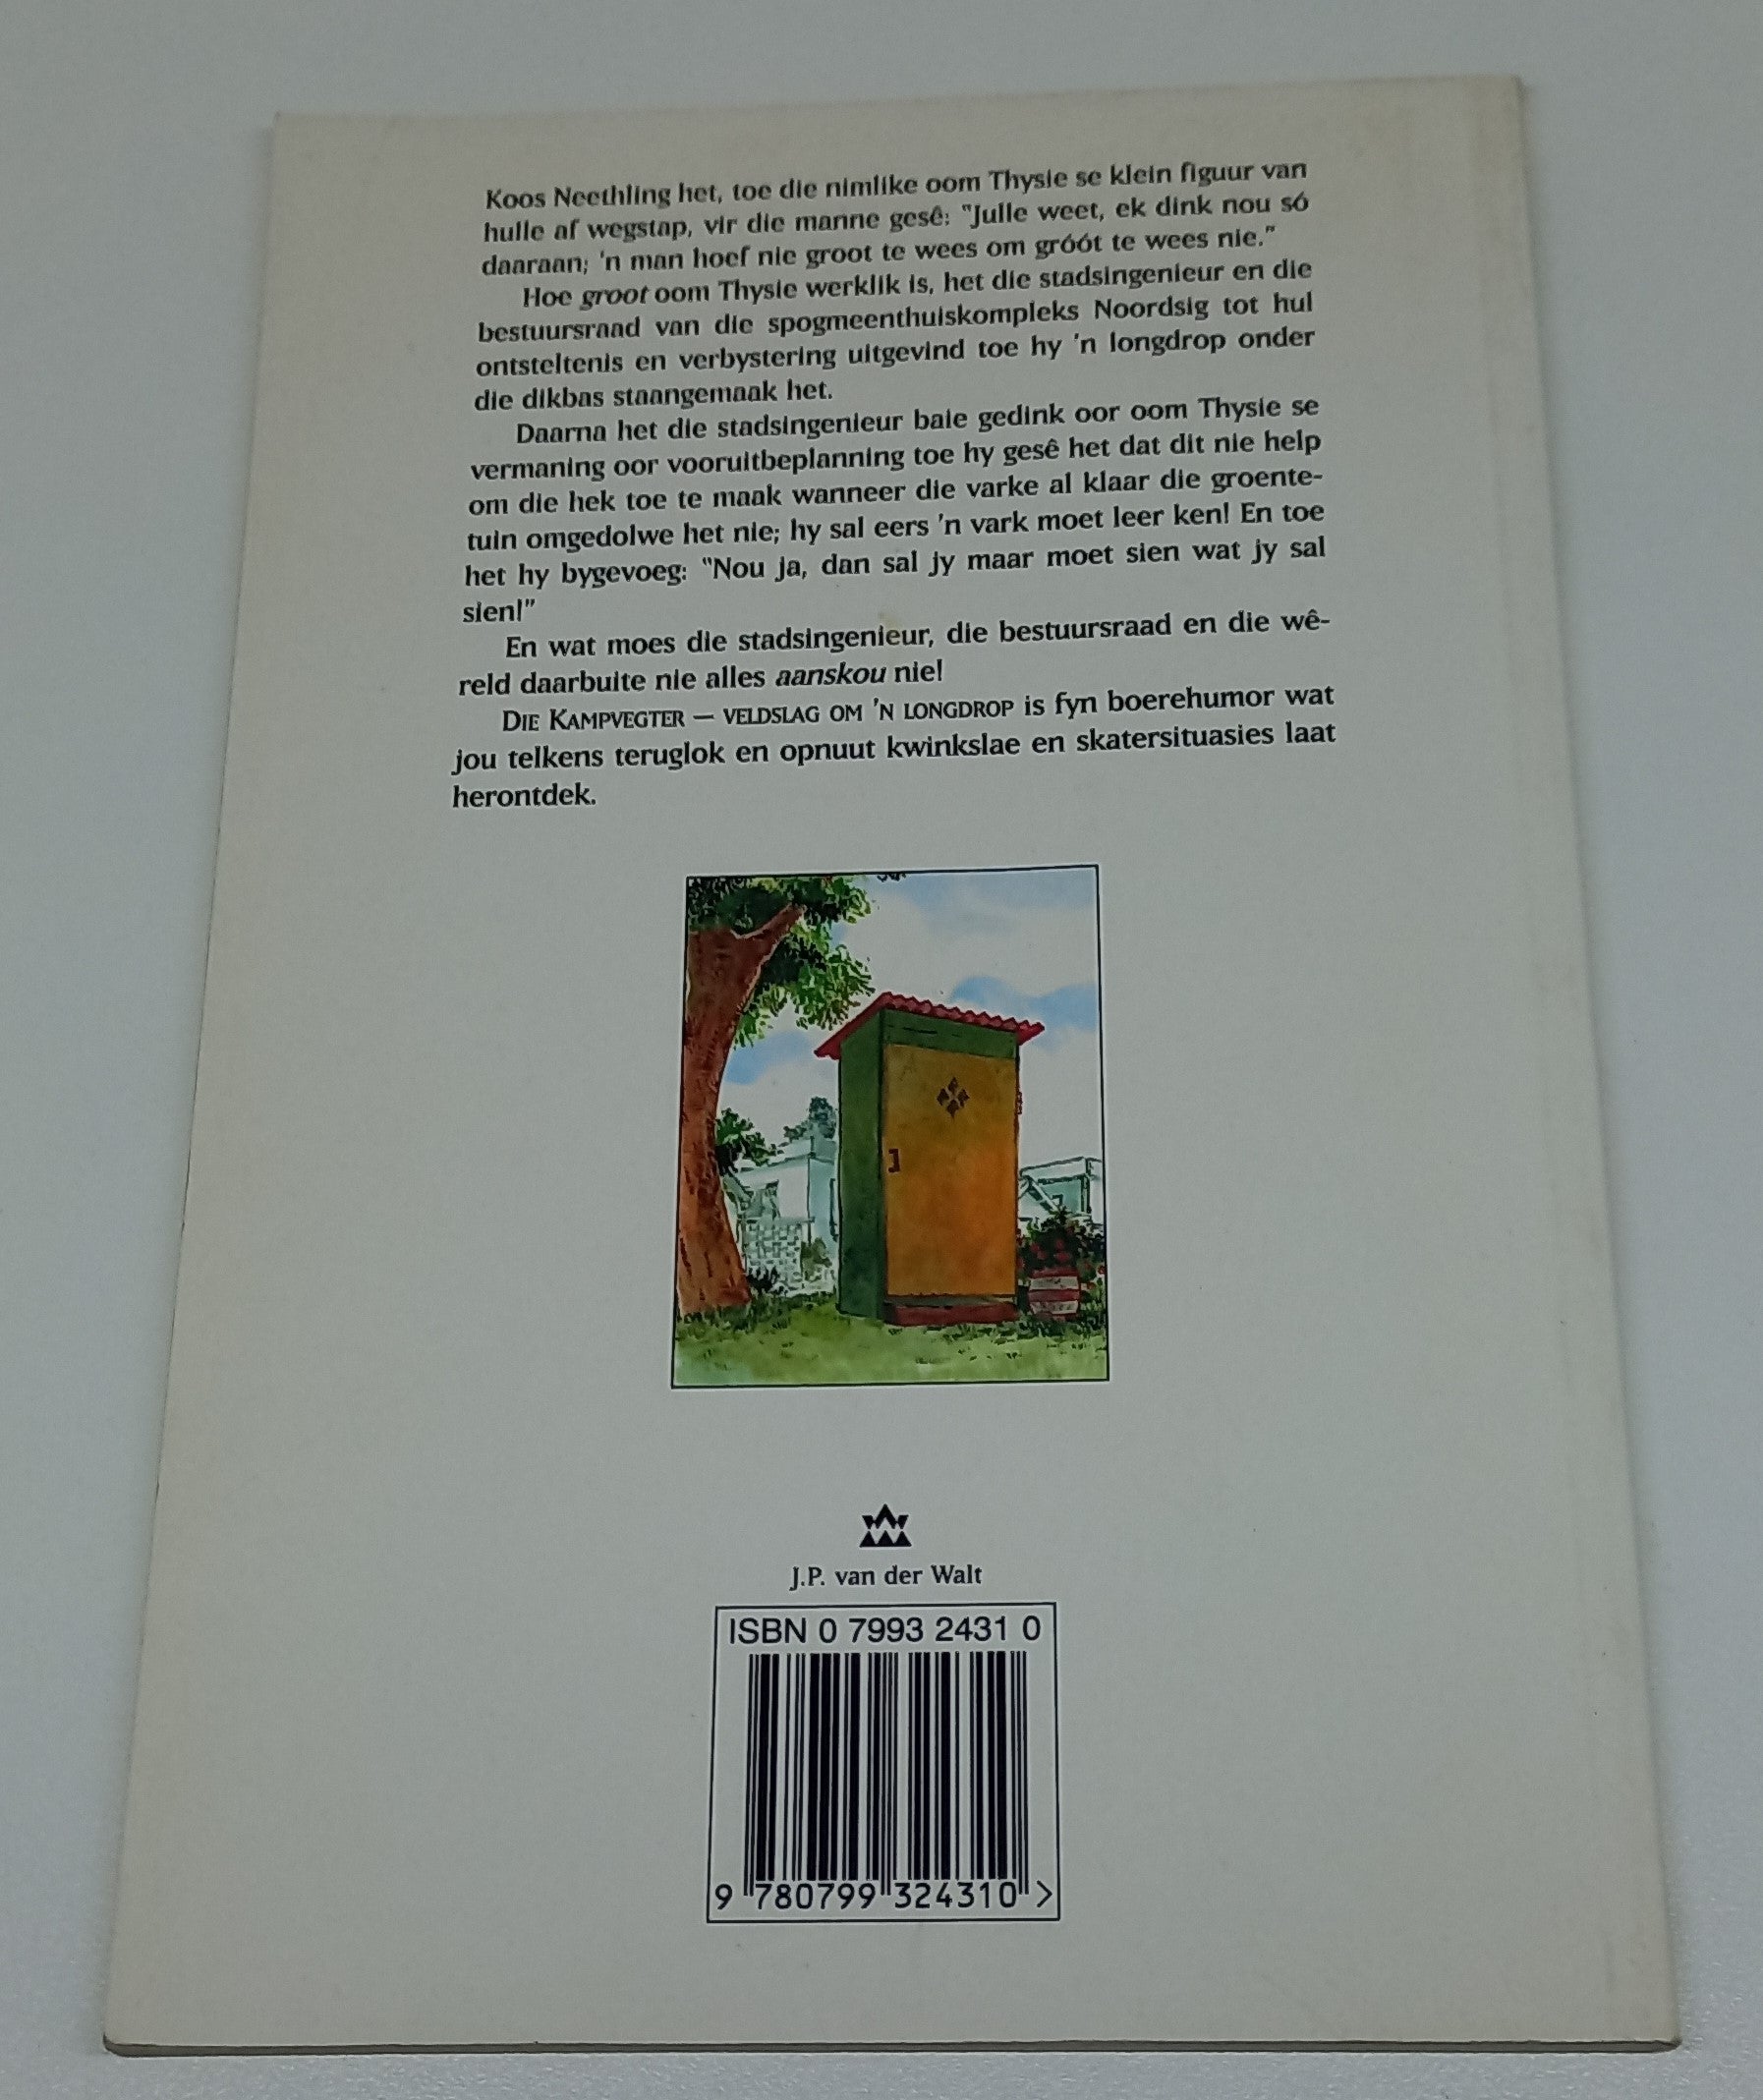 Koos Neethling het, toe die nimlike oom Thysie se klein figuur van
hulle af wegstap, vir die manne gesê: "Julle weet, ek dink nou só
daaraan; 'n man hoef nie groot te wees om gróót te wees nie."
Hoe groot oom Thysie werklik is, het die stadsingenieur en die
bestuursraad van die spogmeenthuiskompleks Noordsig tot hul
ontsteltenis en verbystering uitgevind toe hy 'n longdrop onder
die dikbas staangemaak het.
Daarna het die stadsingenieur baie gedink oor oom Thysie se
vermaning oor vooruitbeplanning toe hy gesê het dat dit nie help
om die hek toe te maak wanneer die varke al klaar die groente-
tuin omgedolwe het nie; hy sal eers 'n vark moet leer ken! En toe
het hy bygevoeg: "Nou ja, dan sal jy maar moet sien wat jy sal
sien!"
En wat moes die stadsingenieur, die bestuursraad en die wê-
reld daarbuite nie alles aanskou nie!
DIE KAMPVEGTER — VELDSLAG OM 'N LONGDROP is fyn boerehumor wat
jou telkens teruglok en opnuut kwinkslae en skatersituasies laat
herontdek.
J.P. van der Walt
ISBN 0 7993 2431 0
9 780799 324310 >